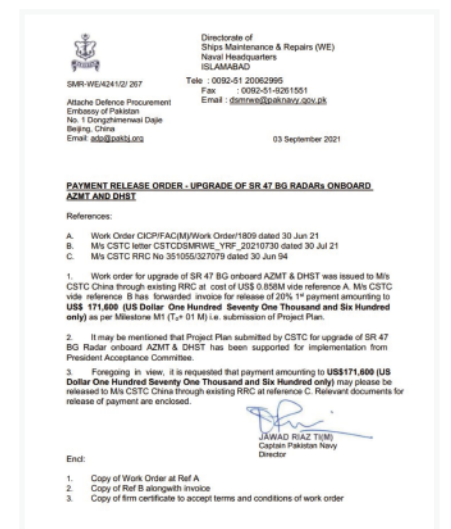 Directorate of
Ships Maintenance & Repairs (WE)
Naval Headquarters
ISLAMABAD
SMR-WE/4241/2/ 267
Tele : 0092-51 20062995
Fax : 0092-51-9261551
Email : dsmrwe@paknavy.gov.pk
Attache Defence Procurement
Embassy of Pakistan
No. 1 Dongzhimenwai Dajie
Beijing, China
Email: adp@pakbj.org
03 September 2021
PAYMENT RELEASE ORDER - UPGRADE OF SR 47 BG RADARs ONBOARD
AZMT AND DHST
References:
A. Work Order CICP/FAC(M)/Work/Order/1809 dated 30 Jun 21
B. M/s CSTC letter CSTCDSMRWE_YRF_20210730 dated 30 Jul 21
C. M/s CSTC RRC No 351055/327079 dated 30 Jun 94
1. Work order for upgrade of SR 47 BG onboard AZMT & DHST was issued to M/s
CSTC China through existing RRC at cost of US$ 0.858M vide reference A. M/s CSTC
vide reference B has forwarded invoice for release of 20% 1st payment amounting to
US$ 171,600 (US Dollar One Hundred Seventy One Thousand and Six Hundred
only) as per Milestone M1 (T₀+ 01 M) i.e. submission of Project Plan.
2. It may be mentioned that Project Plan submitted by CSTC for upgrade of SR 47
BG Radar onboard AZMT & DHST has been supported for implementation from
President Acceptance Committee.
3. Foregoing in view, it is requested that payment amounting to US$171,600 (US
Dollar One Hundred Seventy One Thousand and Six Hundred only) may please be
released to M/s CSTC China through existing RRC at reference C. Relevant documents for
release of payment are enclosed.
JAWAD RIAZ TI(M)
Captain Pakistan Navy
Director
Encl:
1. Copy of Work Order at Ref A
2. Copy of Ref B alongwith invoice
3. Copy of firm certificate to accept terms and conditions of work order